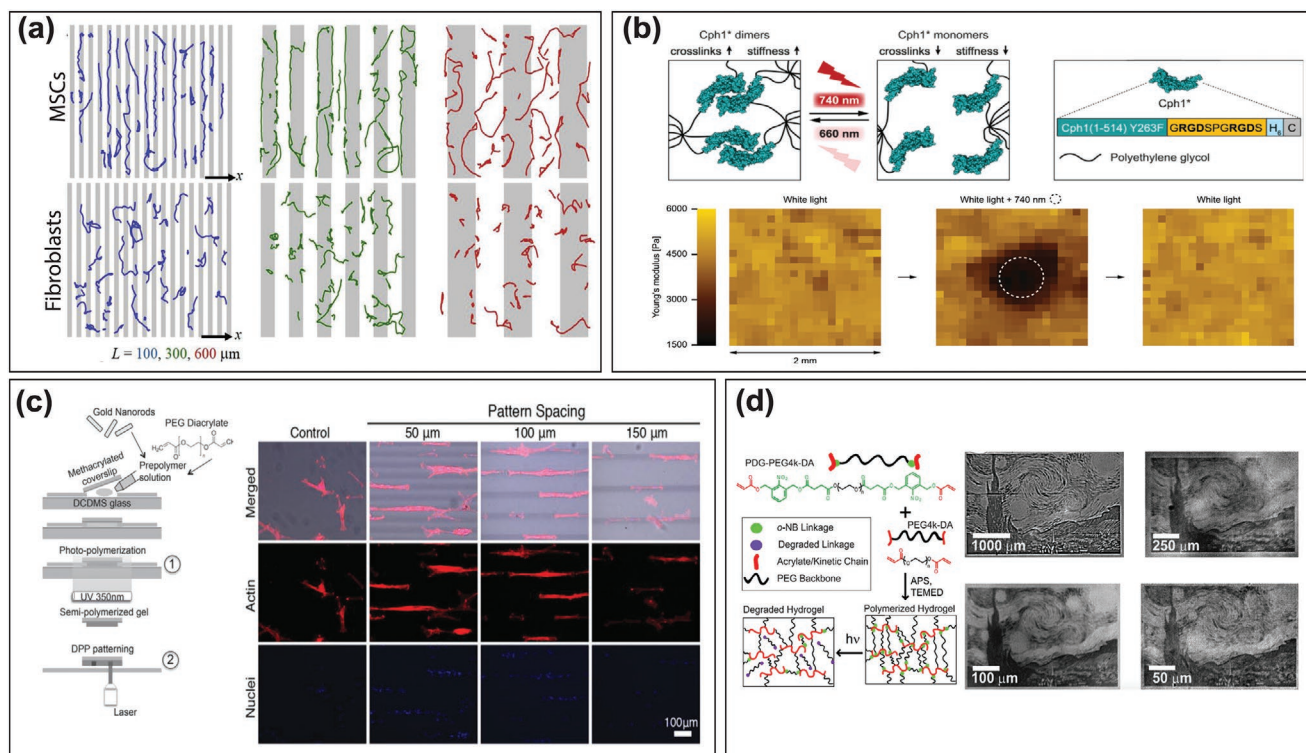 (a)
MSCs
x
Fibroblasts
x
L = 100, 300, 600 µm
(b)
Cph1* dimers
crosslinks ↑ stiffness ↑
740 nm
660 nm
Cph1* monomers
crosslinks ↓ stiffness ↓
Cph1*
Cph1(1-514) Y263F GRGDSPGRGDS H6 C
Polyethylene glycol
Young's modulus [Pa]
6000
4500
3000
1500
White light
White light + 740 nm
White light
2 mm
(c)
Gold Nanorods
PEG Diacrylate
Methacrylated
coverslip
Prepolymer
solution
DCDMS glass
Photo-polymerization
1
UV 350nm
Semi-polymerized gel
DPP patterning
2
Laser
Pattern Spacing
Control
50 µm
100 µm
150 µm
Merged
Actin
Nuclei
100µm
(d)
PDG-PEG4k-DA
+
PEG4k-DA
o-NB Linkage
Degraded Linkage
Acrylate/Kinetic Chain
PEG Backbone
APS,
TEMED
Degraded Hydrogel
hν
Polymerized Hydrogel
1000 µm
250 µm
100 µm
50 µm